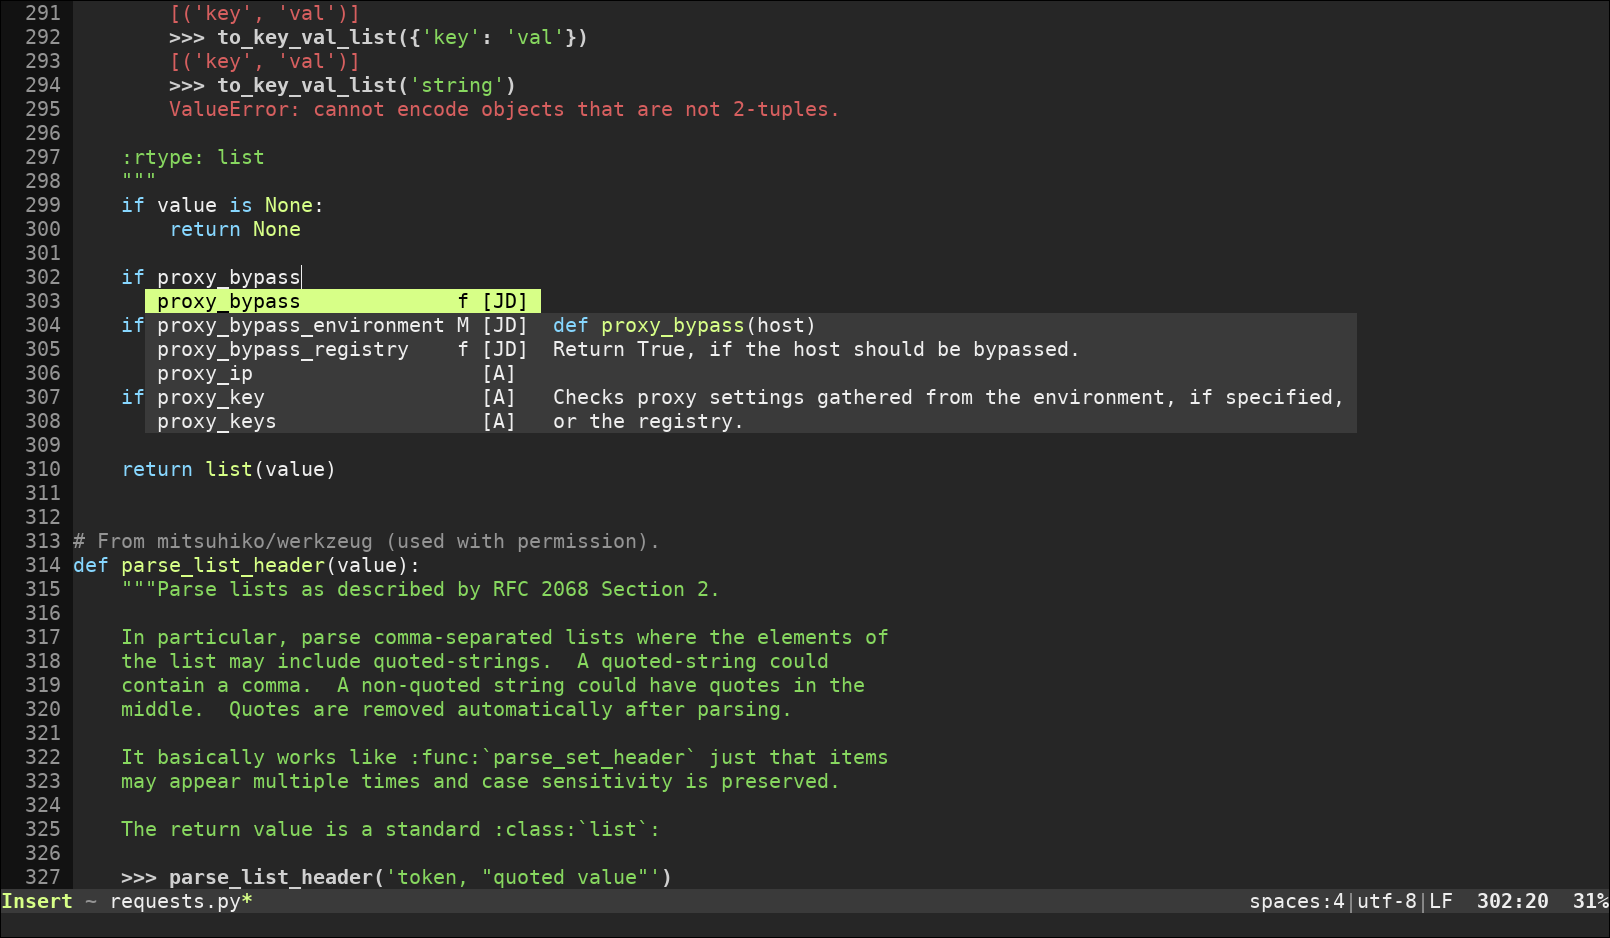 291         [('key', 'val')]
292         >>> to_key_val_list({'key': 'val'})
293         [('key', 'val')]
294         >>> to_key_val_list('string')
295         ValueError: cannot encode objects that are not 2-tuples.
296
297     :rtype: list
298     """
299     if value is None:
300         return None
301
302     if proxy_bypass
303        proxy_bypass             f [JD]
304     if proxy_bypass_environment M [JD]  def proxy_bypass(host)
305        proxy_bypass_registry    f [JD]  Return True, if the host should be bypassed.
306        proxy_ip                   [A]
307     if proxy_key                  [A]   Checks proxy settings gathered from the environment, if specified,
308        proxy_keys                 [A]   or the registry.
309
310     return list(value)
311
312
313 # From mitsuhiko/werkzeug (used with permission).
314 def parse_list_header(value):
315     """Parse lists as described by RFC 2068 Section 2.
316
317     In particular, parse comma-separated lists where the elements of
318     the list may include quoted-strings.  A quoted-string could
319     contain a comma.  A non-quoted string could have quotes in the
320     middle.  Quotes are removed automatically after parsing.
321
322     It basically works like :func:`parse_set_header` just that items
323     may appear multiple times and case sensitivity is preserved.
324
325     The return value is a standard :class:`list`:
326
327     >>> parse_list_header('token, "quoted value"')
Insert ~ requests.py*    spaces:4|utf-8|LF  302:20  31%